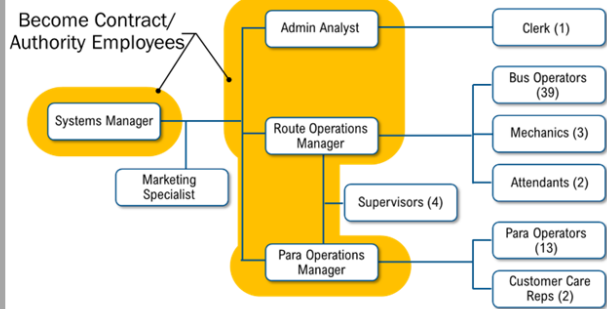 Become Contract/
Authority Employees
Admin Analyst
Clerk (1)
Systems Manager
Marketing
Specialist
Route Operations
Manager
Bus Operators
(39)
Mechanics (3)
Attendants (2)
Supervisors (4)
Para Operations
Manager
Para Operators
(13)
Customer Care
Reps (2)